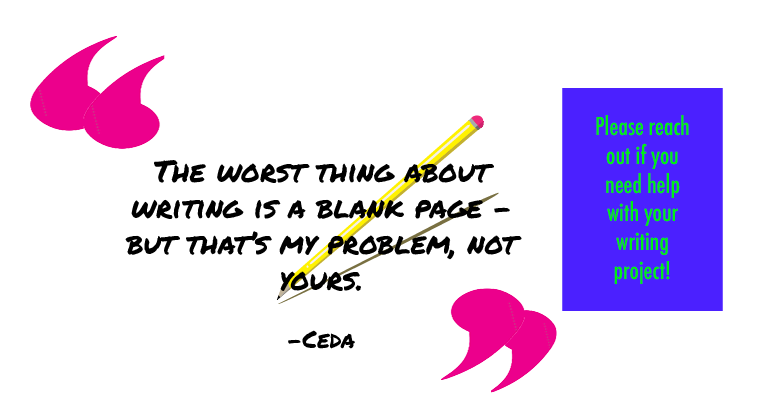 The worst thing about
writing is a blank page –
but that's my problem, not
yours.
–Ceda
Please reach
out if you
need help
with your
writing
project!